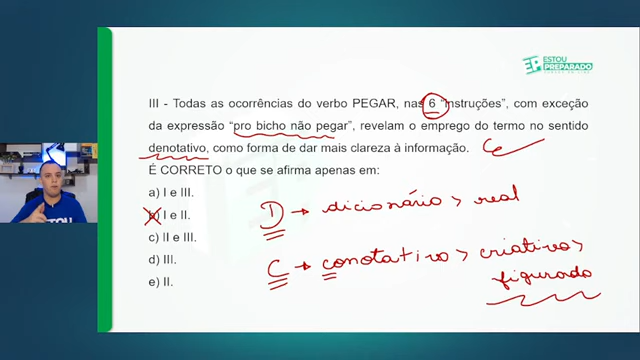 ESTOU
PREPARADO
III - Todas as ocorrências do verbo PEGAR, nas 6 "Instruções", com exceção
da expressão "pro bicho não pegar", revelam o emprego do termo no sentido
denotativo, como forma de dar mais clareza à informação.
É CORRETO o que se afirma apenas em:
a) I e III.
b) I e II.
c) II e III.
d) III.
e) II.
D → dicionário > real
C → conotativo > criativo >
figurado